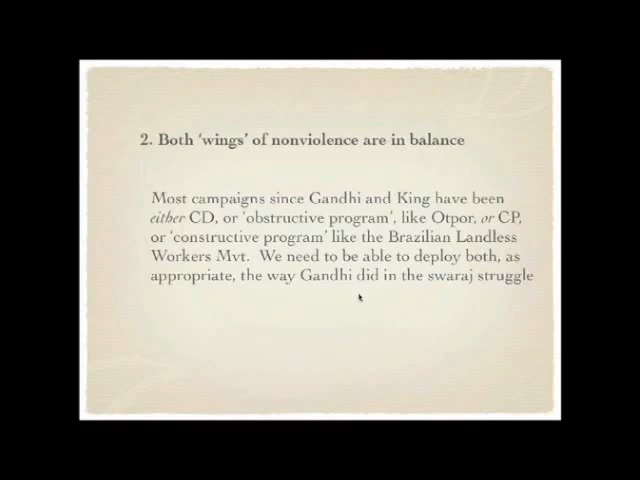 2. Both ‘wings’ of nonviolence are in balance
Most campaigns since Gandhi and King have been
either CD, or ‘obstructive program’, like Otpor, or CP,
or ‘constructive program’ like the Brazilian Landless
Workers Mvt.  We need to be able to deploy both, as
appropriate, the way Gandhi did in the swaraj struggle